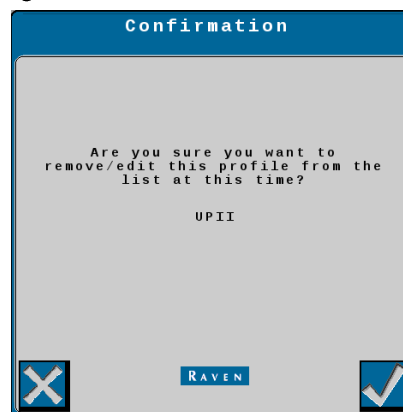 Confirmation
Are you sure you want to
remove/edit this profile from the
list at this time?
UPII
RAVEN